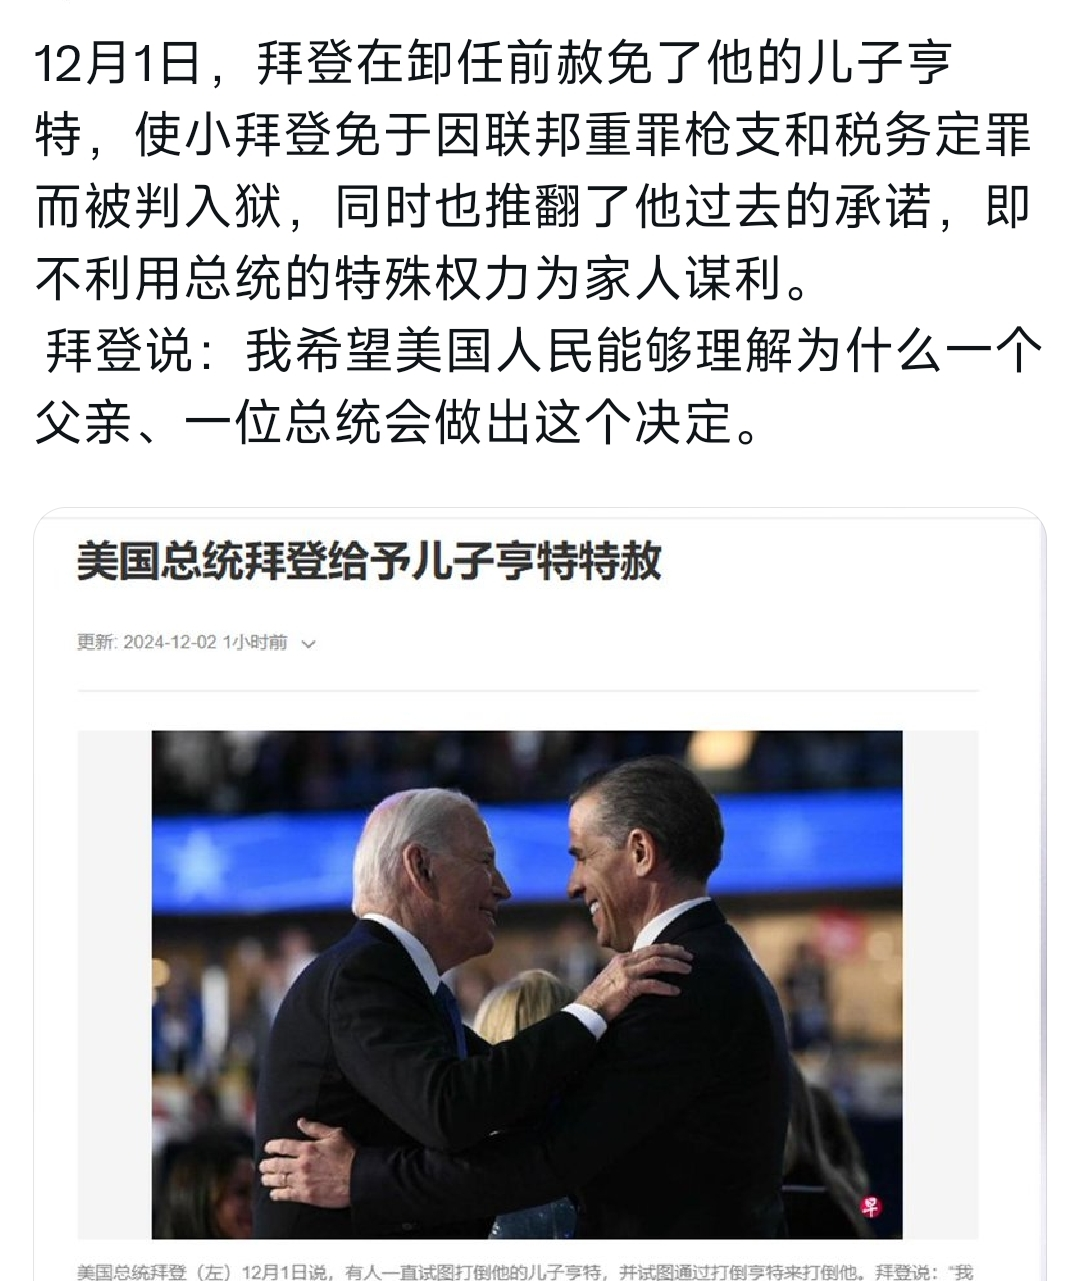 12月1日，拜登在卸任前赦免了他的儿子亨
特，使小拜登免于因联邦重罪枪支和税务定罪
而被判入狱，同时也推翻了他过去的承诺，即
不利用总统的特殊权力为家人谋利。
拜登说：我希望美国人民能够理解为什么一个
父亲、一位总统会做出这个决定。
美国总统拜登给予儿子亨特特赦
更新: 2024-12-02 1小时前
早
美国总统拜登（左）12月1日说，有人一直试图打倒他的儿子亨特，并试图通过打倒亨特来打倒他。拜登说：“我